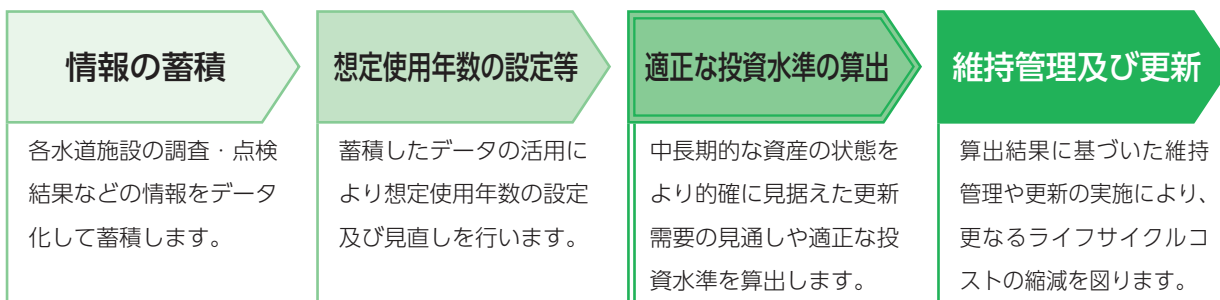 情報の蓄積
各水道施設の調査・点検
結果などの情報をデータ
化して蓄積します。
想定使用年数の設定等
蓄積したデータの活用に
より想定使用年数の設定
及び見直しを行います。
適正な投資水準の算出
中長期的な資産の状態を
より的確に見据えた更新
需要の見通しや適正な投
資水準を算出します。
維持管理及び更新
算出結果に基づいた維持
管理や更新の実施により、
更なるライフサイクルコ
ストの縮減を図ります。